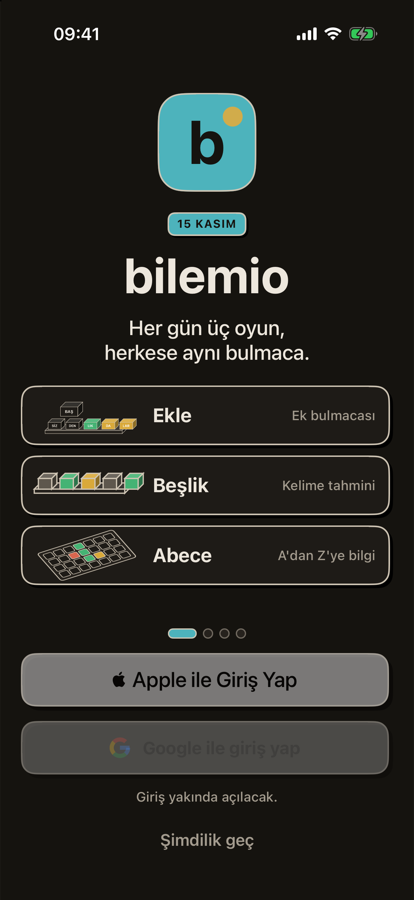 09:41
b
15 KASIM
bilemio
Her gün üç oyun,
herkese aynı bulmaca.
BAŞ
Ekle
Ek bulmacası
Beşlik
Kelime tahmini
Abece
A'dan Z'ye bilgi
Apple ile Giriş Yap
Google ile giriş yap
Giriş yakında açılacak.
Şimdilik geç